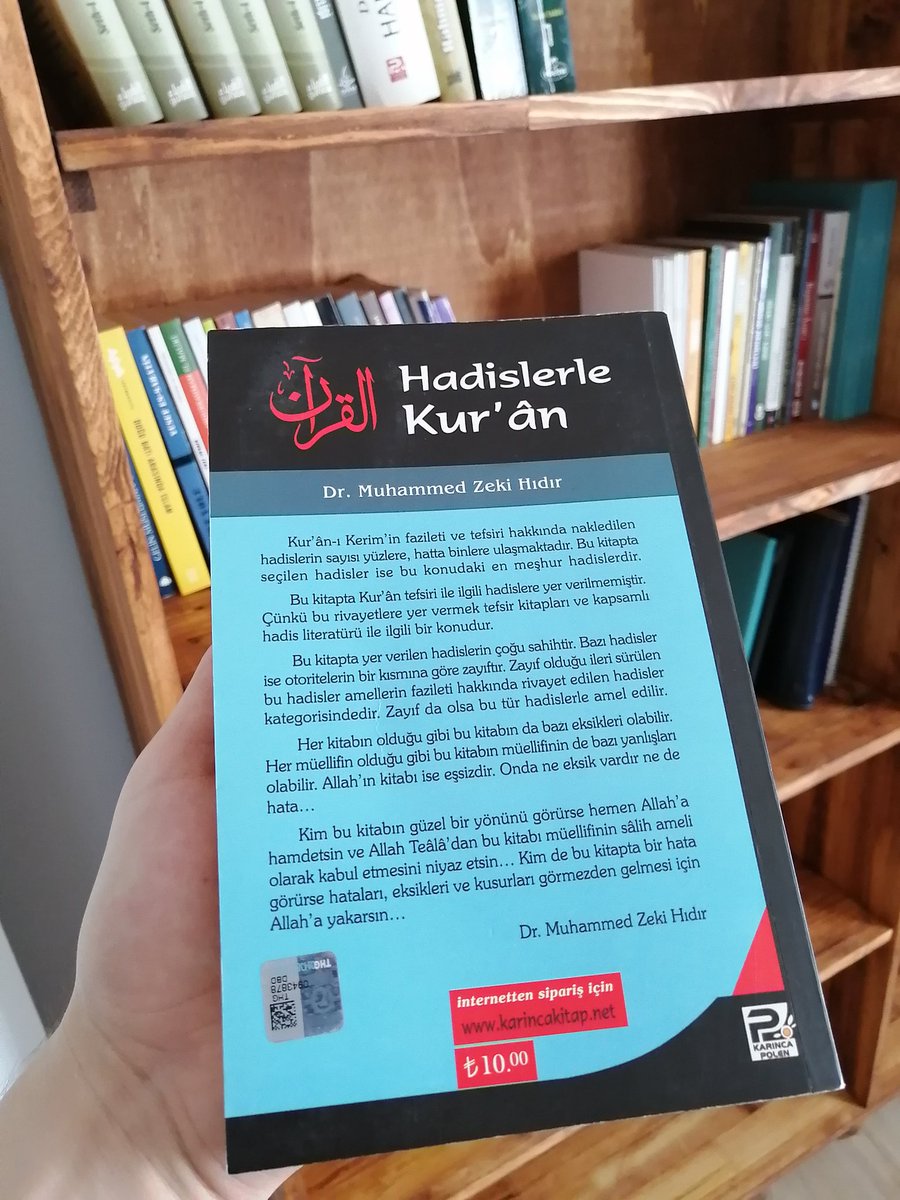 القرآن
Hadislerle
Kur'ân
Dr. Muhammed Zeki Hıdır
Kur'ân-ı Kerim'in fazileti ve tefsiri hakkında nakledilen
hadislerin sayısı yüzlere, hatta binlere ulaşmaktadır. Bu kitapta
seçilen hadisler ise bu konudaki en meşhur hadislerdir.
Bu kitapta Kur'ân tefsiri ile ilgili hadislere yer verilmemiştir.
Çünkü bu rivayetlere yer vermek tefsir kitapları ve kapsamlı
hadis literatürü ile ilgili bir konudur.
Bu kitapta yer verilen hadislerin çoğu sahihtir. Bazı hadisler
ise otoritelerin bir kısmına göre zayıftır. Zayıf olduğu ileri sürülen
bu hadisler amellerin fazileti hakkında rivayet edilen hadisler
kategorisindedir. Zayıf da olsa bu tür hadislerle amel edilir.
Her kitabın olduğu gibi bu kitabın da bazı eksikleri olabilir.
Her müellifin olduğu gibi bu kitabın müellifinin de bazı yanlışları
olabilir. Allah'ın kitabı ise eşsizdir. Onda ne eksik vardır ne de
hata...
Kim bu kitabın güzel bir yönünü görürse hemen Allah'a
hamdetsin ve Allah Teâlâ'dan bu kitabı müellifinin sâlih ameli
olarak kabul etmesini niyaz etsin... Kim de bu kitapta bir hata
görürse hataları, eksikleri ve kusurları görmezden gelmesi için
Allah'a yakarsın...
Dr. Muhammed Zeki Hıdır
THG
0943878
DBD
internetten sipariş için
www.karincakitap.net
₺10.00
KARINCA
POLEN